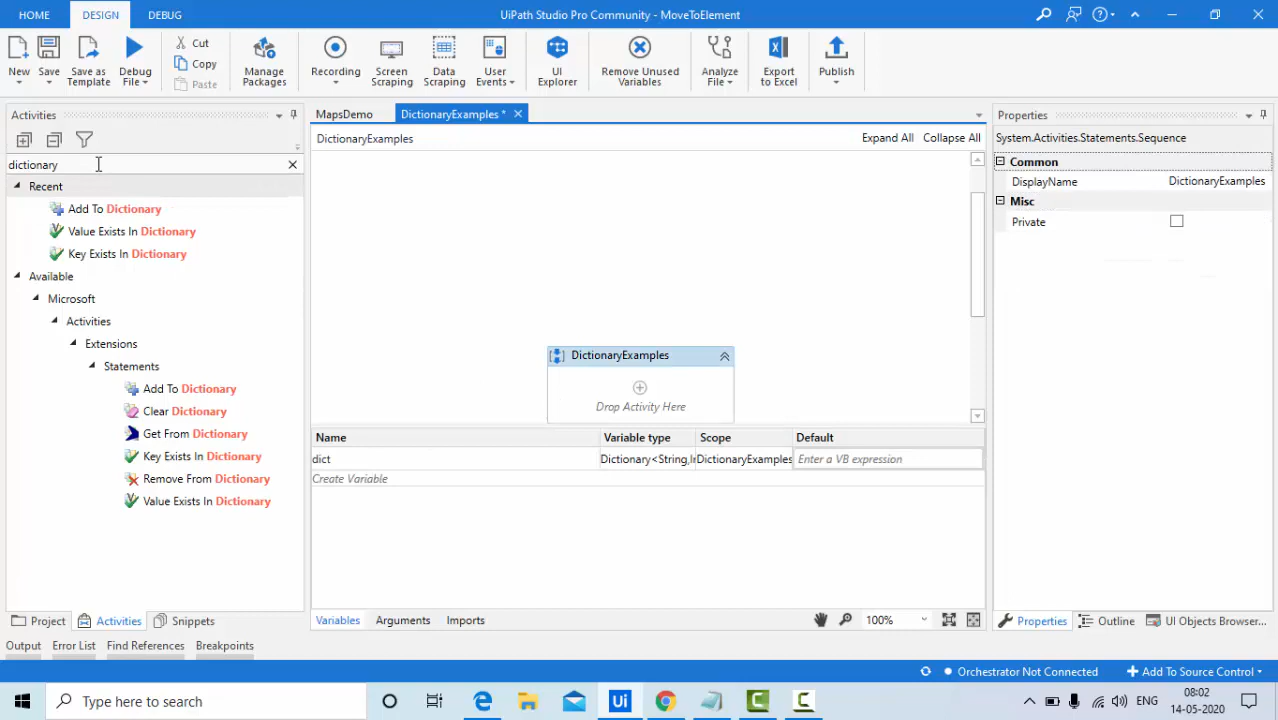 HOME DESIGN DEBUG UiPath Studio Pro Community - MoveToElement
New Save Save as Template Debug File Cut Copy Paste Manage Packages Recording Screen Scraping Data Scraping User Events UI Explorer Remove Unused Variables Analyze File Export to Excel Publish
Activities
dictionary
Recent
Add To Dictionary
Value Exists In Dictionary
Key Exists In Dictionary
Available
Microsoft
Activities
Extensions
Statements
Add To Dictionary
Clear Dictionary
Get From Dictionary
Key Exists In Dictionary
Remove From Dictionary
Value Exists In Dictionary
Project Activities Snippets
MapsDemo DictionaryExamples *
DictionaryExamples Expand All Collapse All
DictionaryExamples
Drop Activity Here
Name Variable type Scope Default
dict Dictionary<String,In DictionaryExamples Enter a VB expression
Create Variable
Variables Arguments Imports 100%
Properties
System.Activities.Statements.Sequence
Common
DisplayName DictionaryExamples
Misc
Private
Properties Outline UI Objects Browser...
Output Error List Find References Breakpoints
Orchestrator Not Connected Add To Source Control
Type here to search Ui ENG 08:02
14-05-2020